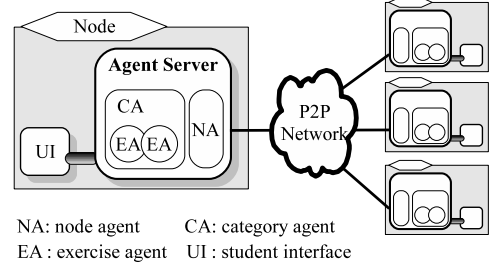 Node
Agent Server
CA
EA EA
NA
UI
P2P
Network
NA: node agent CA: category agent
EA : exercise agent UI : student interface